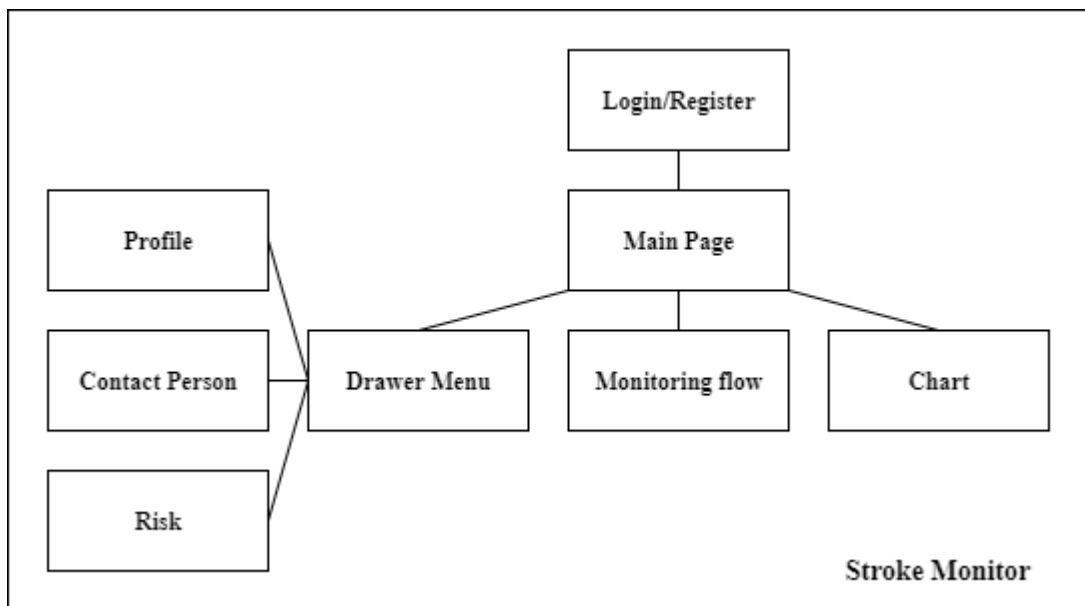 Login/Register
Profile
Main Page
Contact Person
Drawer Menu
Monitoring flow
Chart
Risk
Stroke Monitor